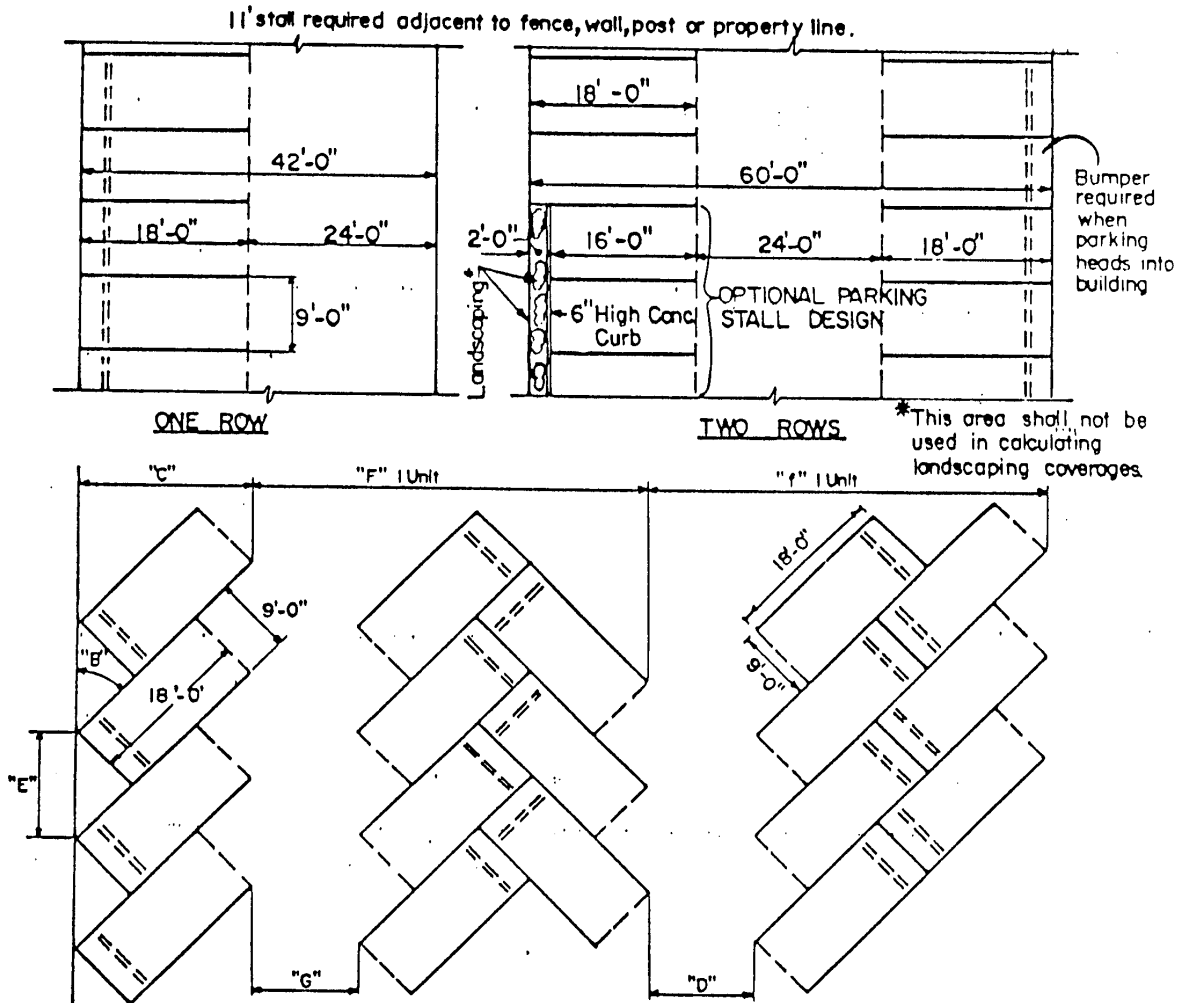 11' stall required adjacent to fence, wall, post or property line.
42'-0"
18'-0"
24'-0"
9'-0"
ONE ROW
18'-0"
60'-0"
2'-0"
16'-0"
24'-0"
18'-0"
Landscaping*
6" High Conc.
Curb
OPTIONAL PARKING
STALL DESIGN
Bumper
required
when
parking
heads into
building
TWO ROWS
*This area shall not be
used in calculating
landscaping coverages.
"C"
"F" 1 Unit
"f" 1 Unit
9'-0"
"B"
18'-0'
"E"
18'-0"
9'-0"
"G"
"D"